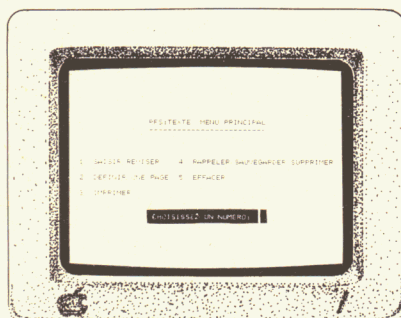 PFS:TEXTE MENU PRINCIPAL
1 SAISIR REVISER 4 RAPPELER SAUVEGARDER SUPPRIMER
2 DEFINIR UNE PAGE 5 EFFACER
3 IMPRIMER
CHOISISSEZ UN NUMERO: